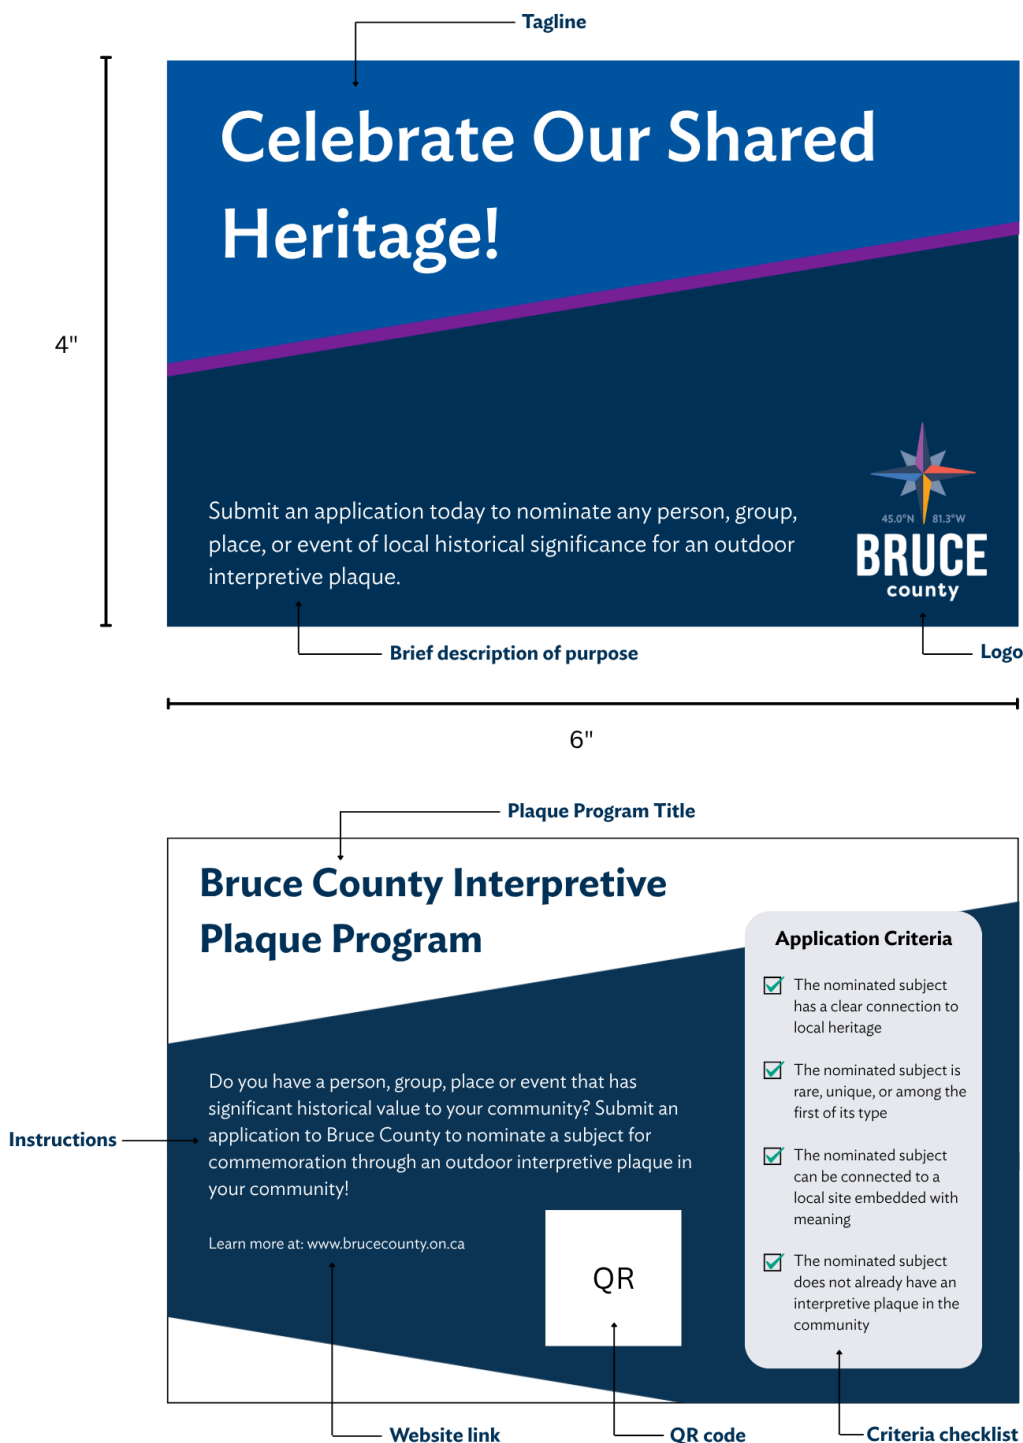 Tagline
Celebrate Our Shared
Heritage!
4"
Submit an application today to nominate any person, group,
place, or event of local historical significance for an outdoor
interpretive plaque.
45.0°N 81.3°W
BRUCE
county
Brief description of purpose
Logo
6"
Plaque Program Title
Bruce County Interpretive
Plaque Program
Application Criteria
The nominated subject
has a clear connection to
local heritage
The nominated subject is
rare, unique, or among the
first of its type
The nominated subject
can be connected to a
local site embedded with
meaning
The nominated subject
does not already have an
interpretive plaque in the
community
Instructions
Do you have a person, group, place or event that has
significant historical value to your community? Submit an
application to Bruce County to nominate a subject for
commemoration through an outdoor interpretive plaque in
your community!
Learn more at: www.brucecounty.on.ca
QR
Website link
QR code
Criteria checklist